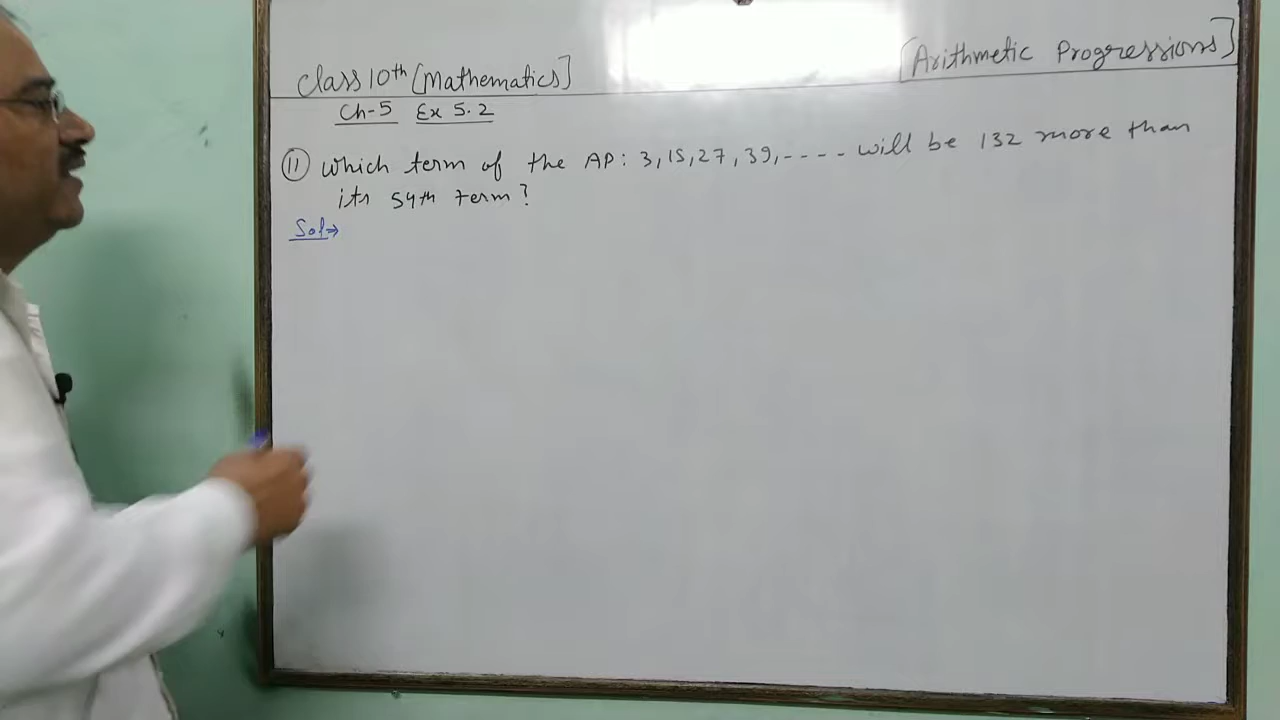 Class 10th [Mathematics]
[Arithmetic Progressions]
Ch-5 Ex 5.2
11 Which term of the AP: 3, 15, 27, 39, ---- will be 132 more than
its 54th term?
Sol⇒